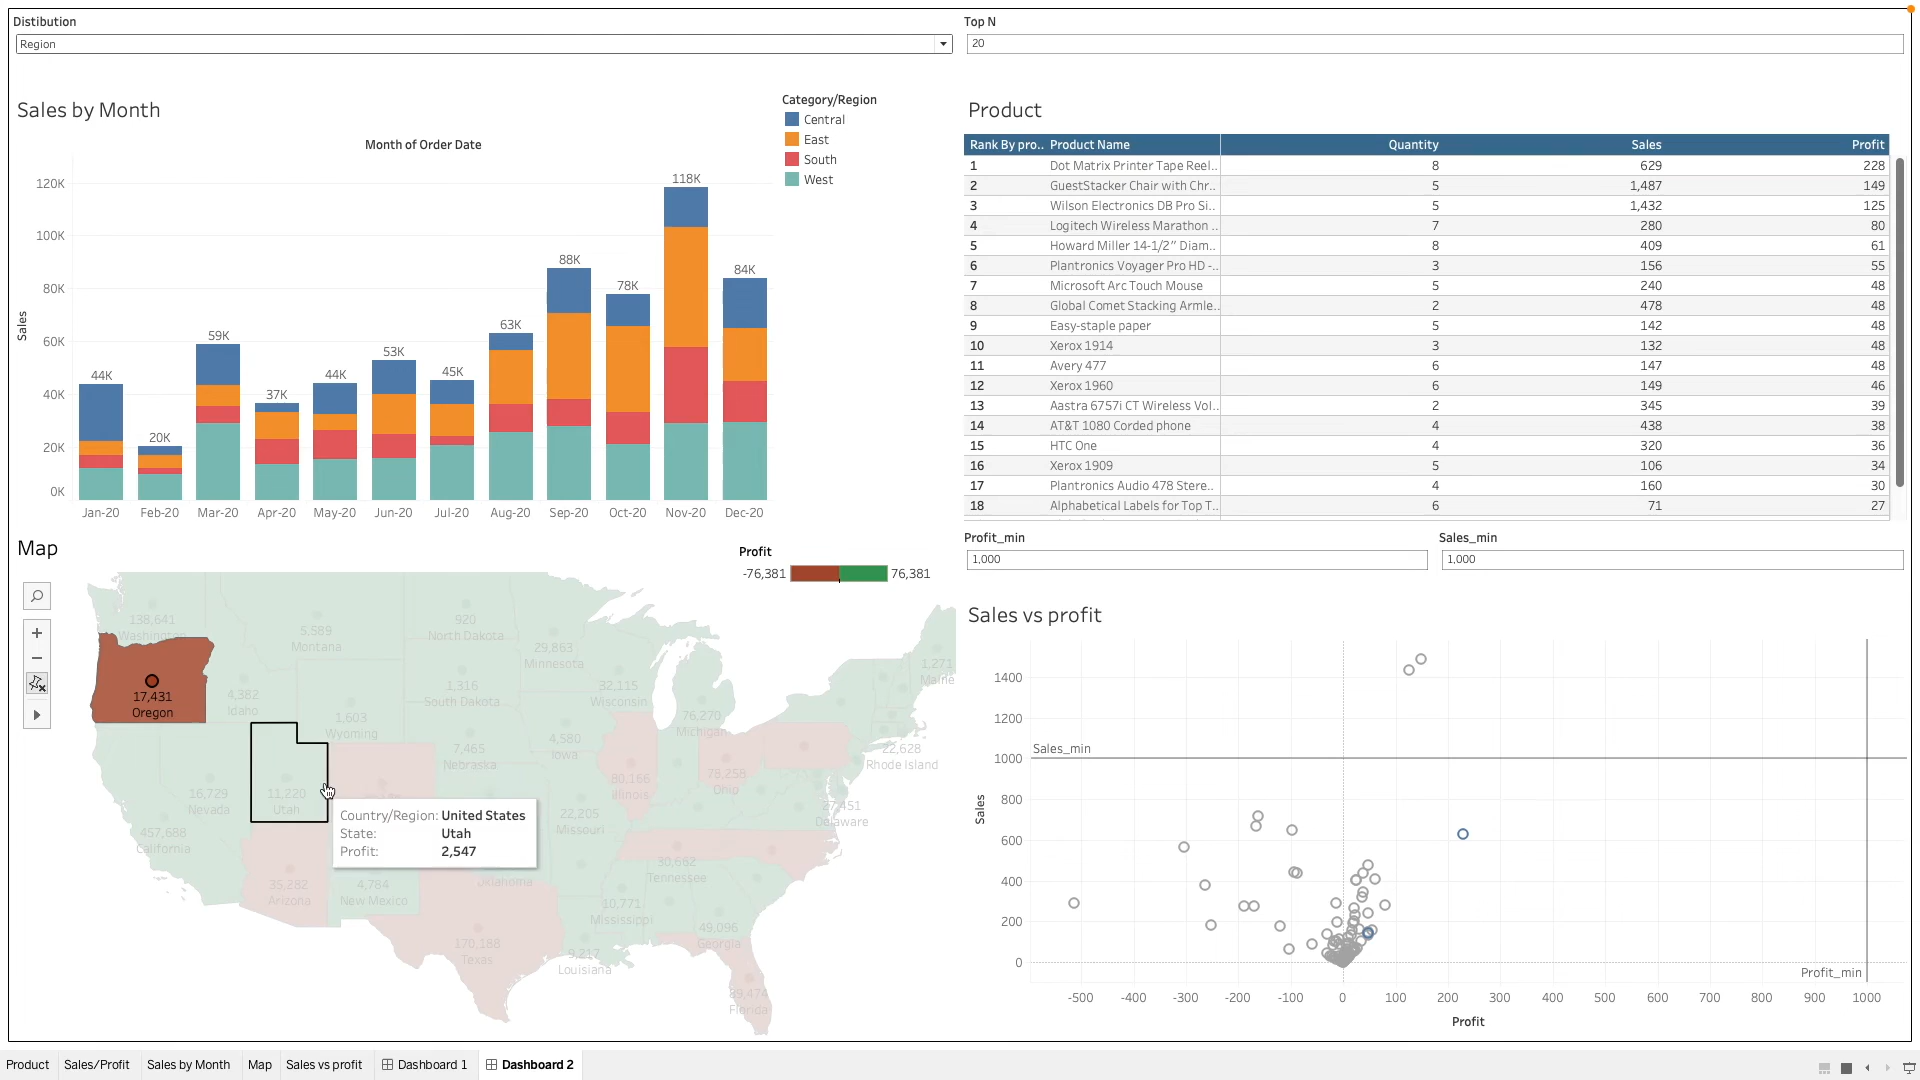 Distibution
Region
Top N
20
Sales by Month
Month of Order Date
Category/Region
Central
East
South
West
Sales
120K
100K
80K
60K
40K
20K
0K
44K
20K
59K
37K
44K
53K
45K
63K
88K
78K
118K
84K
Jan-20 Feb-20 Mar-20 Apr-20 May-20 Jun-20 Jul-20 Aug-20 Sep-20 Oct-20 Nov-20 Dec-20
Product
Rank By pro.. Product Name Quantity Sales Profit
1 Dot Matrix Printer Tape Reel.. 8 629 228
2 GuestStacker Chair with Chr.. 5 1,487 149
3 Wilson Electronics DB Pro Si.. 5 1,432 125
4 Logitech Wireless Marathon .. 7 280 80
5 Howard Miller 14-1/2" Diam.. 8 409 61
6 Plantronics Voyager Pro HD -.. 3 156 55
7 Microsoft Arc Touch Mouse 5 240 48
8 Global Comet Stacking Armle.. 2 478 48
9 Easy-staple paper 5 142 48
10 Xerox 1914 3 132 48
11 Avery 477 6 147 48
12 Xerox 1960 6 149 46
13 Aastra 6757i CT Wireless Vol.. 2 345 39
14 AT&T 1080 Corded phone 4 438 38
15 HTC One 4 320 36
16 Xerox 1909 5 106 34
17 Plantronics Audio 478 Stere.. 4 160 30
18 Alphabetical Labels for Top T.. 6 71 27
Map
Profit
-76,381 76,381
138,641
Washington
17,431
Oregon
5,589
Montana
920
North Dakota
29,863
Minnesota
1,271
Maine
4,382
Idaho
1,316
South Dakota
32,115
Wisconsin
1,603
Wyoming
76,270
Michigan
7,465
Nebraska
4,580
Iowa
22,628
Rhode Island
16,729
Nevada
11,220
Utah
80,166
Illinois
78,258
Ohio
27,451
Delaware
457,688
California
22,205
Missouri
35,282
Arizona
4,784
New Mexico
Oklahoma
30,662
Tennessee
10,771
Mississippi
170,188
Texas
9,217
Louisiana
49,096
Georgia
89,474
Florida
Country/Region: United States
State: Utah
Profit: 2,547
Profit_min
1,000
Sales_min
1,000
Sales vs profit
Sales
1400
1200
1000
800
600
400
200
0
Sales_min
Profit_min
-500 -400 -300 -200 -100 0 100 200 300 400 500 600 700 800 900 1000
Profit
Product Sales/Profit Sales by Month Map Sales vs profit Dashboard 1 Dashboard 2